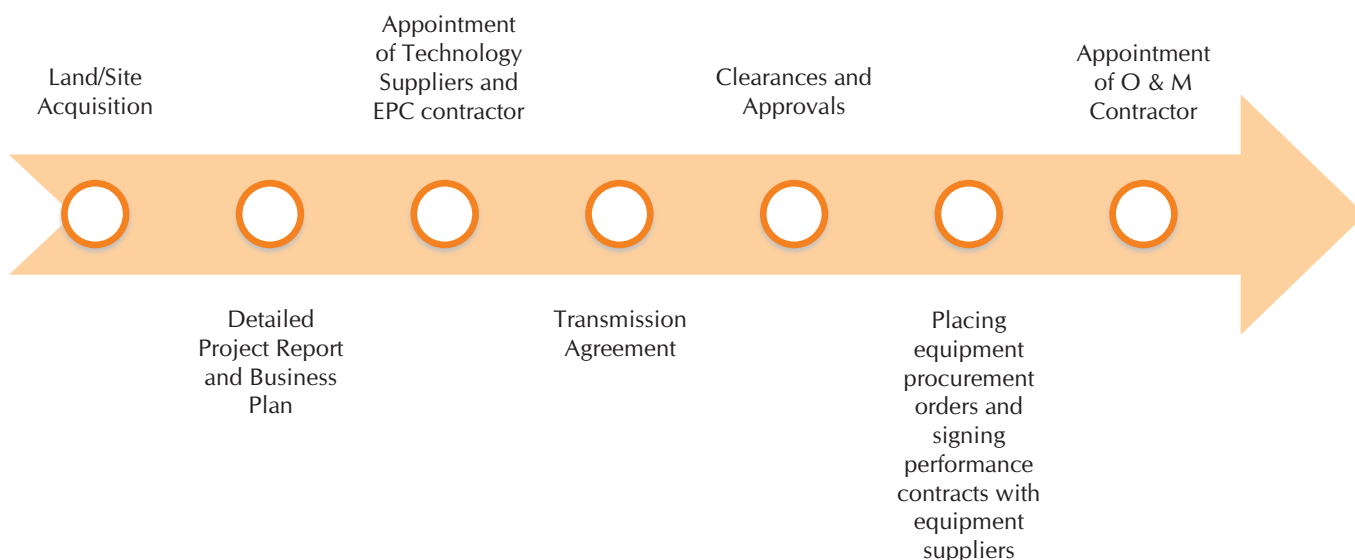 Land/Site
Acquisition
Detailed
Project Report
and Business
Plan
Appointment
of Technology
Suppliers and
EPC contractor
Transmission
Agreement
Clearances and
Approvals
Placing
equipment
procurement
orders and
signing
performance
contracts with
equipment
suppliers
Appointment
of O & M
Contractor